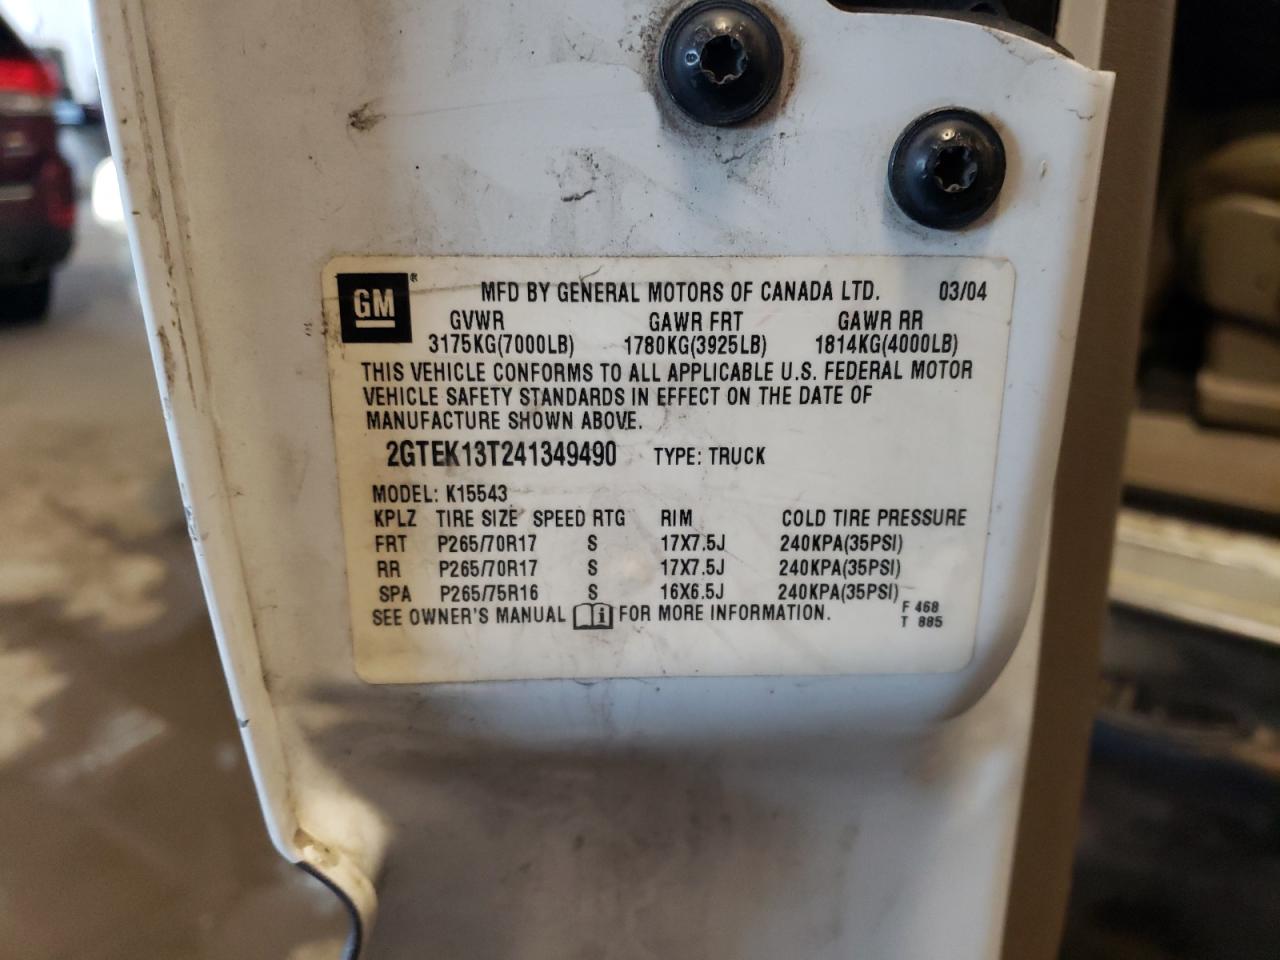 GM® MFD BY GENERAL MOTORS OF CANADA LTD. 03/04
GVWR GAWR FRT GAWR RR
3175KG(7000LB) 1780KG(3925LB) 1814KG(4000LB)
THIS VEHICLE CONFORMS TO ALL APPLICABLE U.S. FEDERAL MOTOR
VEHICLE SAFETY STANDARDS IN EFFECT ON THE DATE OF
MANUFACTURE SHOWN ABOVE.
2GTEK13T241349490 TYPE: TRUCK
MODEL: K15543
KPLZ TIRE SIZE SPEED RTG RIM COLD TIRE PRESSURE
FRT P265/70R17 S 17X7.5J 240KPA(35PSI)
RR P265/70R17 S 17X7.5J 240KPA(35PSI)
SPA P265/75R16 S 16X6.5J 240KPA(35PSI)
SEE OWNER'S MANUAL i FOR MORE INFORMATION.
F 468
T 885